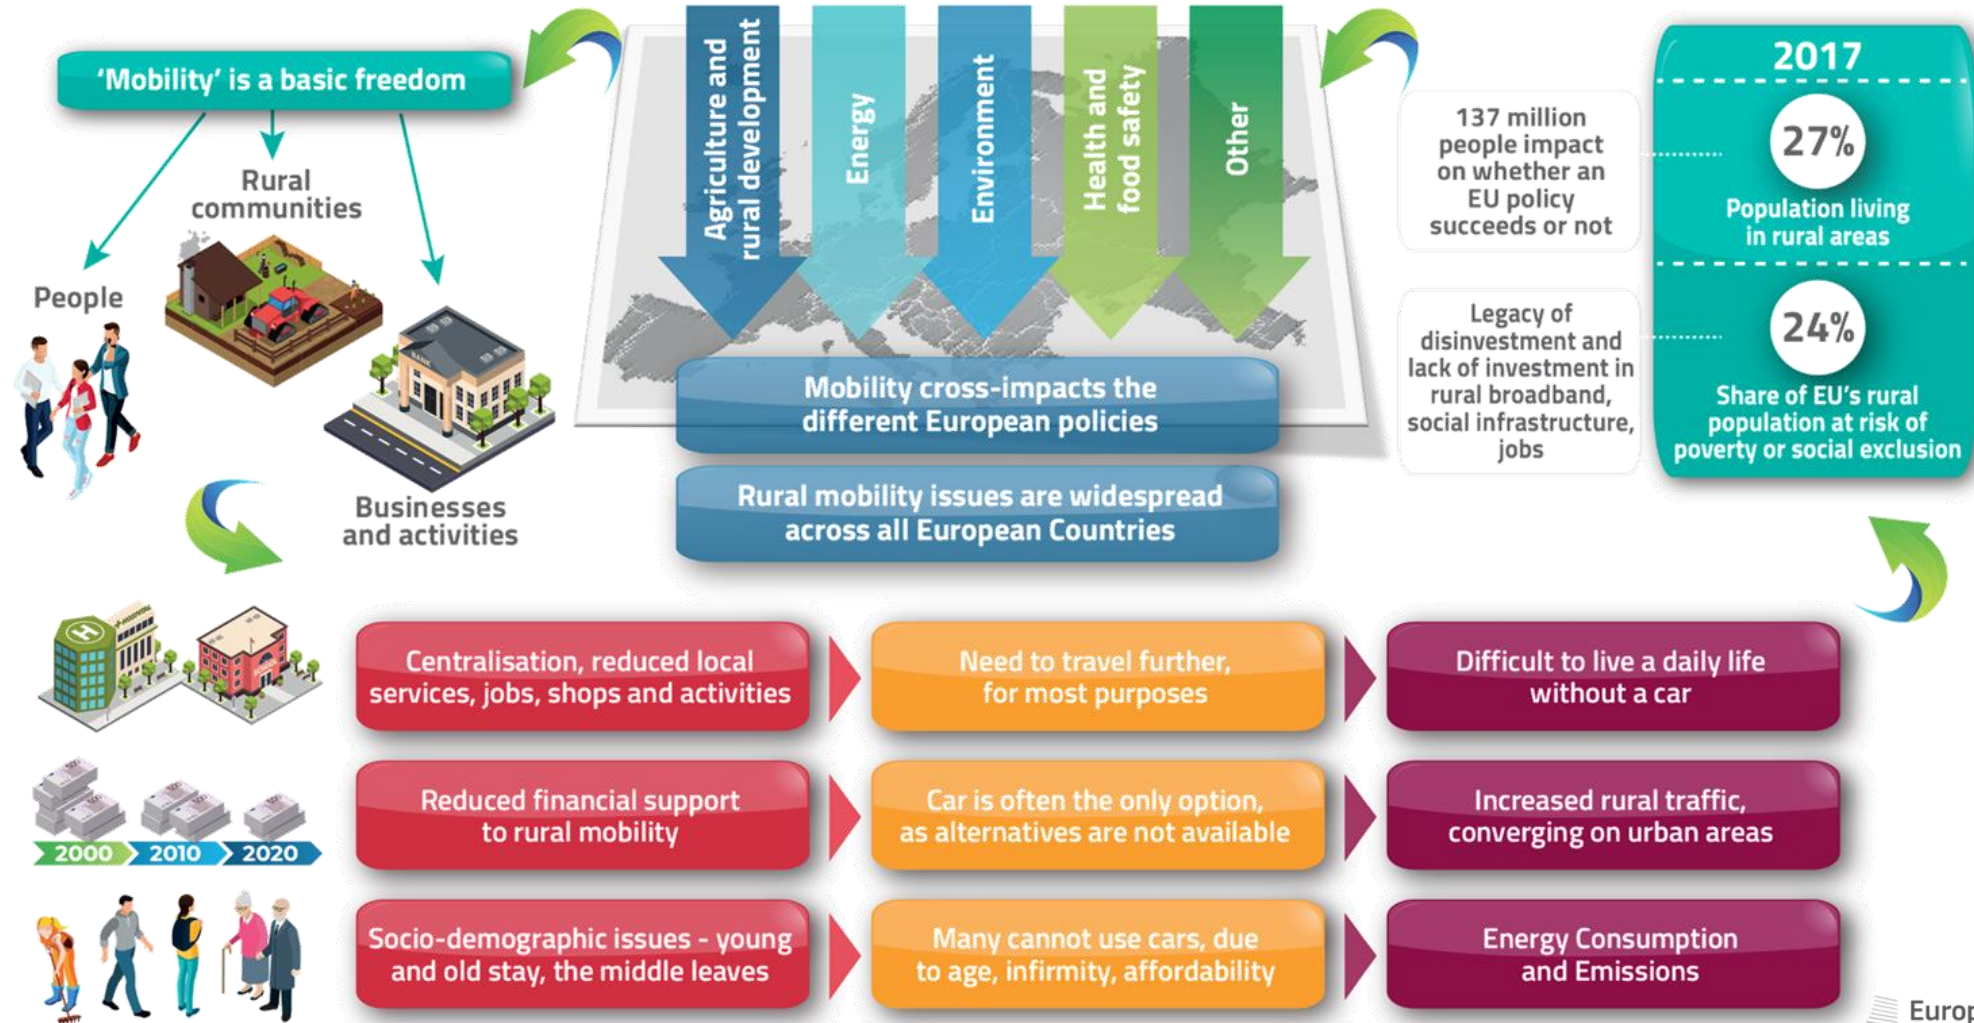 'Mobility' is a basic freedom
Rural
communities
People
BANK
Businesses
and activities
Agriculture and
rural development
Energy
Environment
Health and
food safety
Other
Mobility cross-impacts the
different European policies
Rural mobility issues are widespread
across all European Countries
137 million
people impact
on whether an
EU policy
succeeds or not
Legacy of
disinvestment and
lack of investment in
rural broadband,
social infrastructure,
jobs
2017
27%
Population living
in rural areas
24%
Share of EU's rural
population at risk of
poverty or social exclusion
H
Centralisation, reduced local
services, jobs, shops and activities
Need to travel further,
for most purposes
Difficult to live a daily life
without a car
2000
2010
2020
Reduced financial support
to rural mobility
Car is often the only option,
as alternatives are not available
Increased rural traffic,
converging on urban areas
Socio-demographic issues - young
and old stay, the middle leaves
Many cannot use cars, due
to age, infirmity, affordability
Energy Consumption
and Emissions
Europ